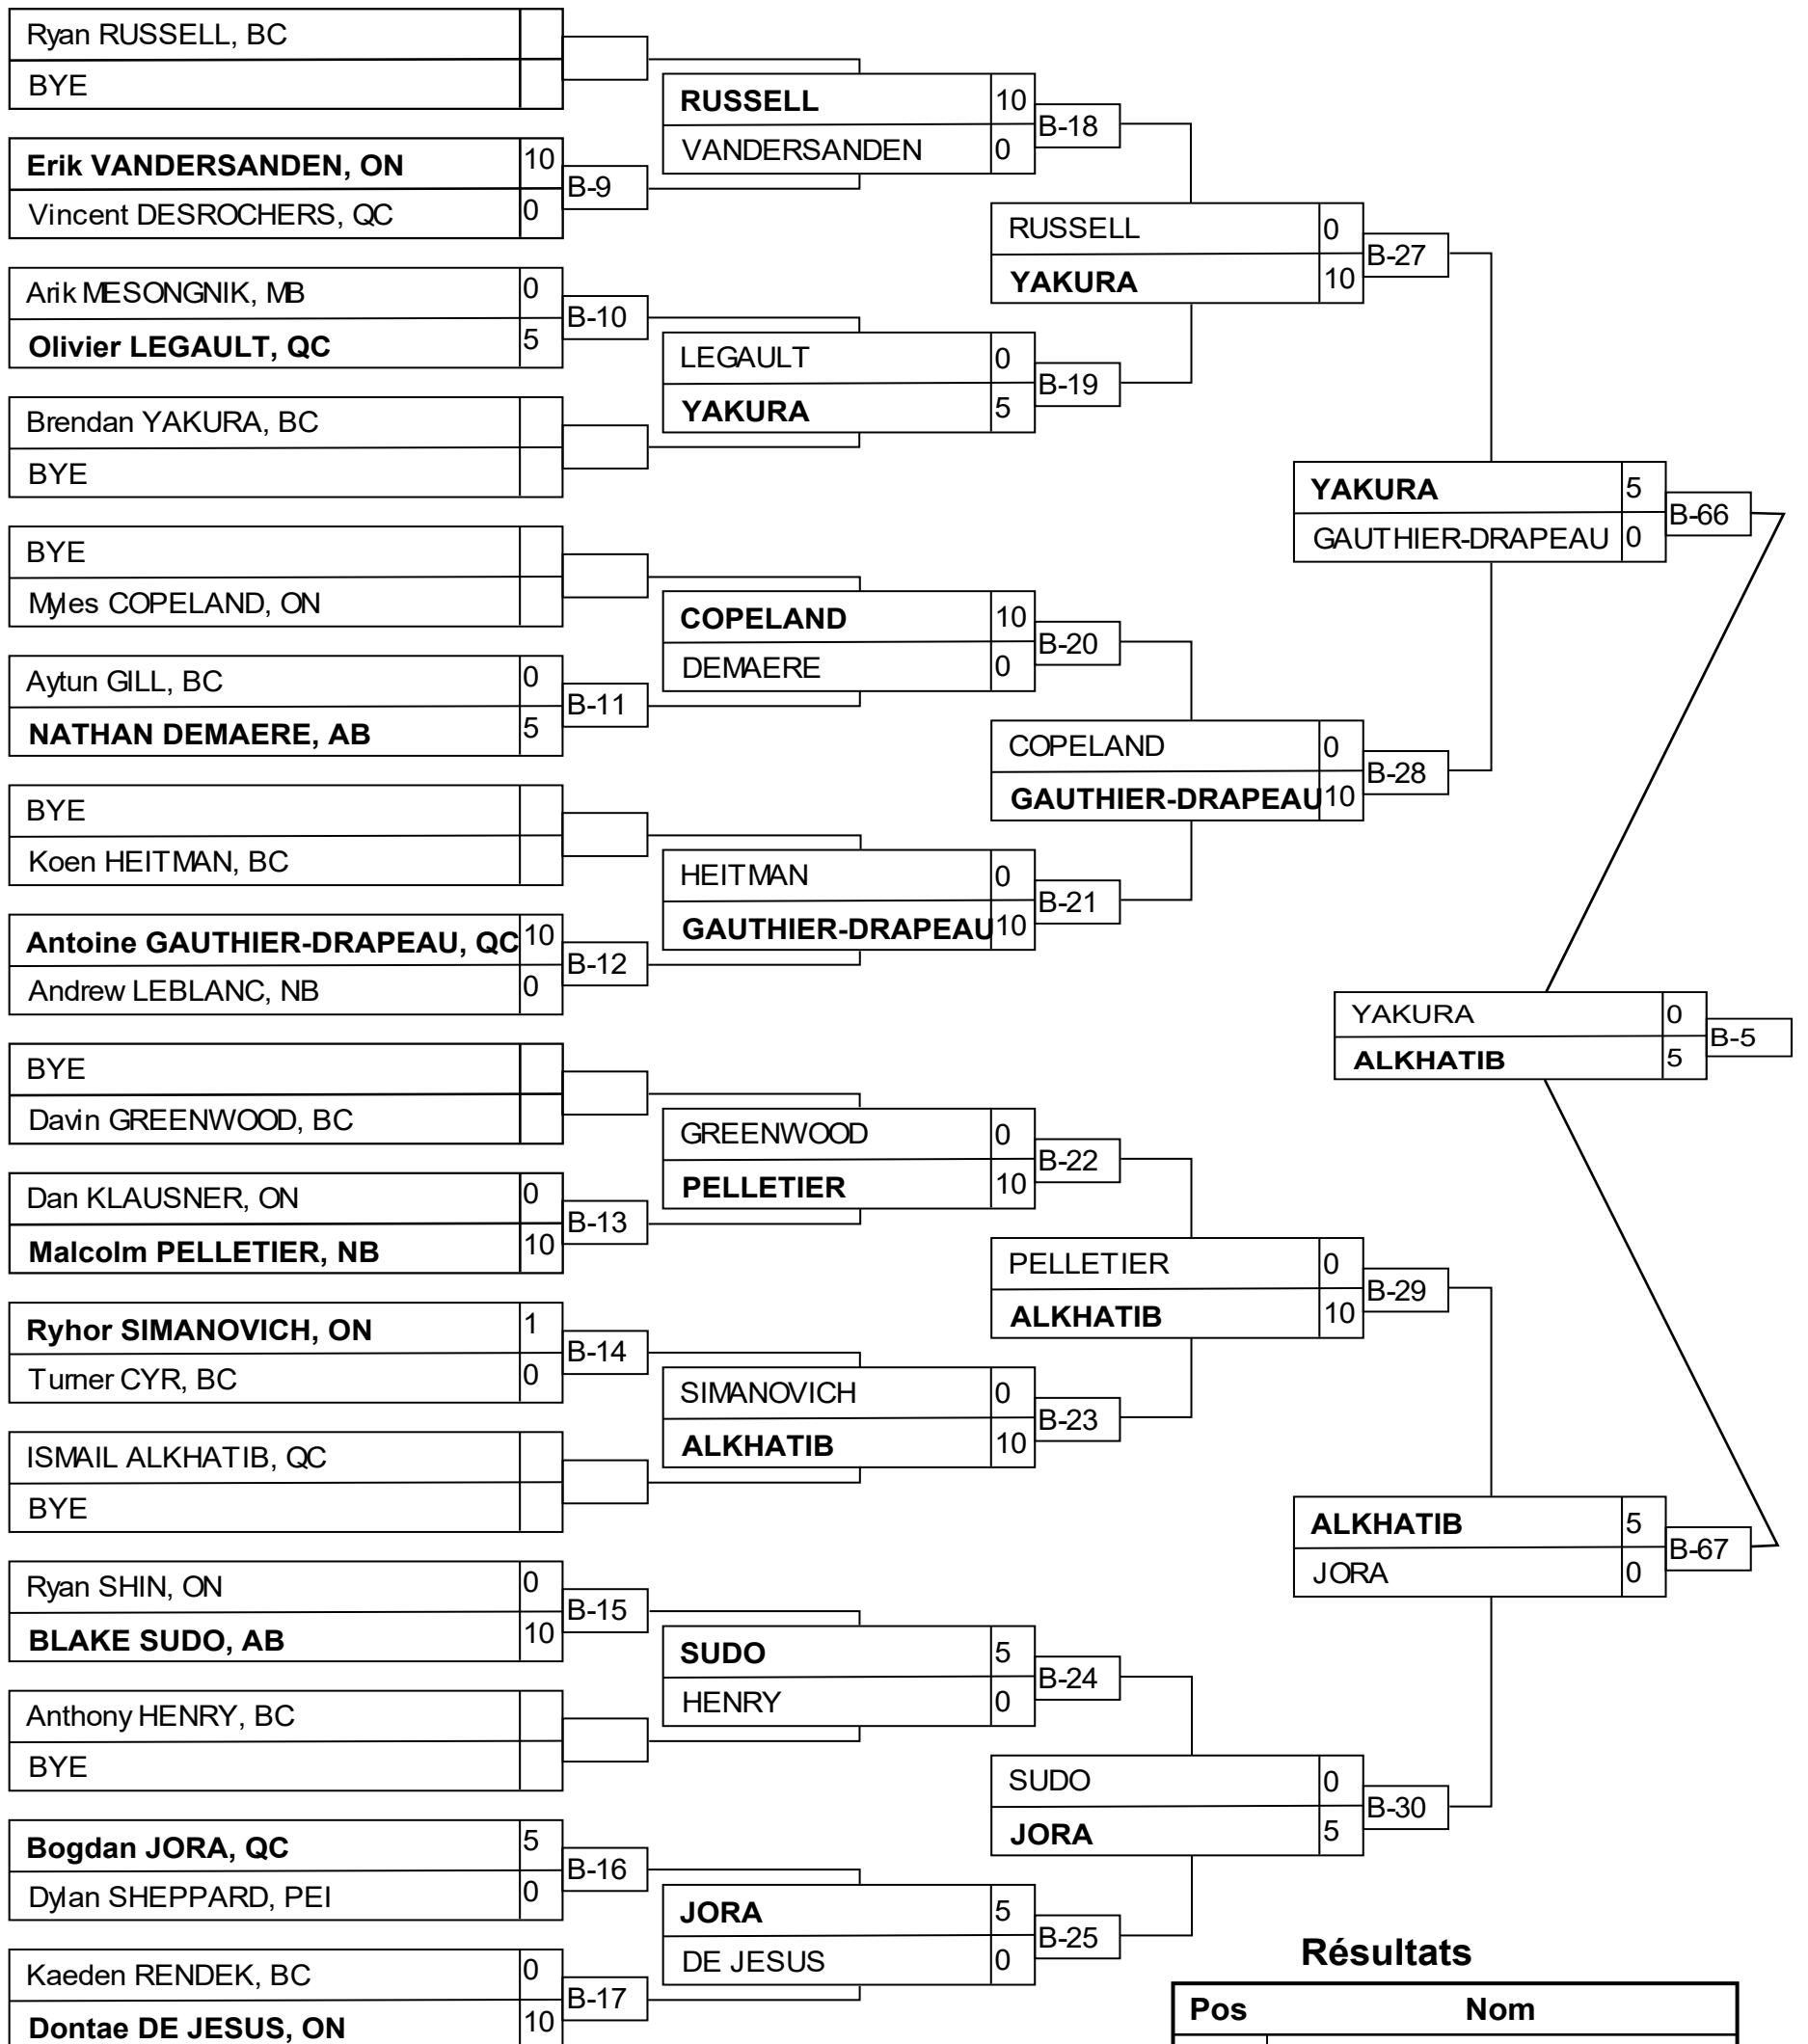 Ryan RUSSELL, BC
BYE
Erik VANDERSANDEN, ON 10
Vincent DESROCHERS, QC 0
B-9
Arik MESONGNIK, MB 0
Olivier LEGAULT, QC 5
B-10
Brendan YAKURA, BC
BYE
BYE
Myles COPELAND, ON
Aytun GILL, BC 0
NATHAN DEMAERE, AB 5
B-11
BYE
Koen HEITMAN, BC
Antoine GAUTHIER-DRAPEAU, QC 10
Andrew LEBLANC, NB 0
B-12
BYE
Davin GREENWOOD, BC
Dan KLAUSNER, ON 0
Malcolm PELLETIER, NB 10
B-13
Ryhor SIMANOVICH, ON 1
Turner CYR, BC 0
B-14
ISMAIL ALKHATIB, QC
BYE
Ryan SHIN, ON 0
BLAKE SUDO, AB 10
B-15
Anthony HENRY, BC
BYE
Bogdan JORA, QC 5
Dylan SHEPPARD, PEI 0
B-16
Kaeden RENDEK, BC 0
Dontae DE JESUS, ON 10
B-17
RUSSELL 10
VANDERSANDEN 0
B-18
LEGAULT 0
YAKURA 5
B-19
COPELAND 10
DEMAERE 0
B-20
HEITMAN 0
GAUTHIER-DRAPEAU 10
B-21
GREENWOOD 0
PELLETIER 10
B-22
SIMANOVICH 0
ALKHATIB 10
B-23
SUDO 5
HENRY 0
B-24
JORA 5
DE JESUS 0
B-25
RUSSELL 0
YAKURA 10
B-27
COPELAND 0
GAUTHIER-DRAPEAU 10
B-28
PELLETIER 0
ALKHATIB 10
B-29
SUDO 0
JORA 5
B-30
YAKURA 5
GAUTHIER-DRAPEAU 0
B-66
ALKHATIB 5
JORA 0
B-67
YAKURA 0
ALKHATIB 5
B-5
Résultats
Pos Nom